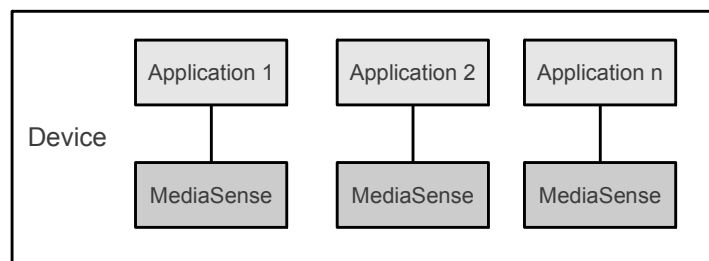 Application 1
Application 2
Application n
Device
MediaSense
MediaSense
MediaSense